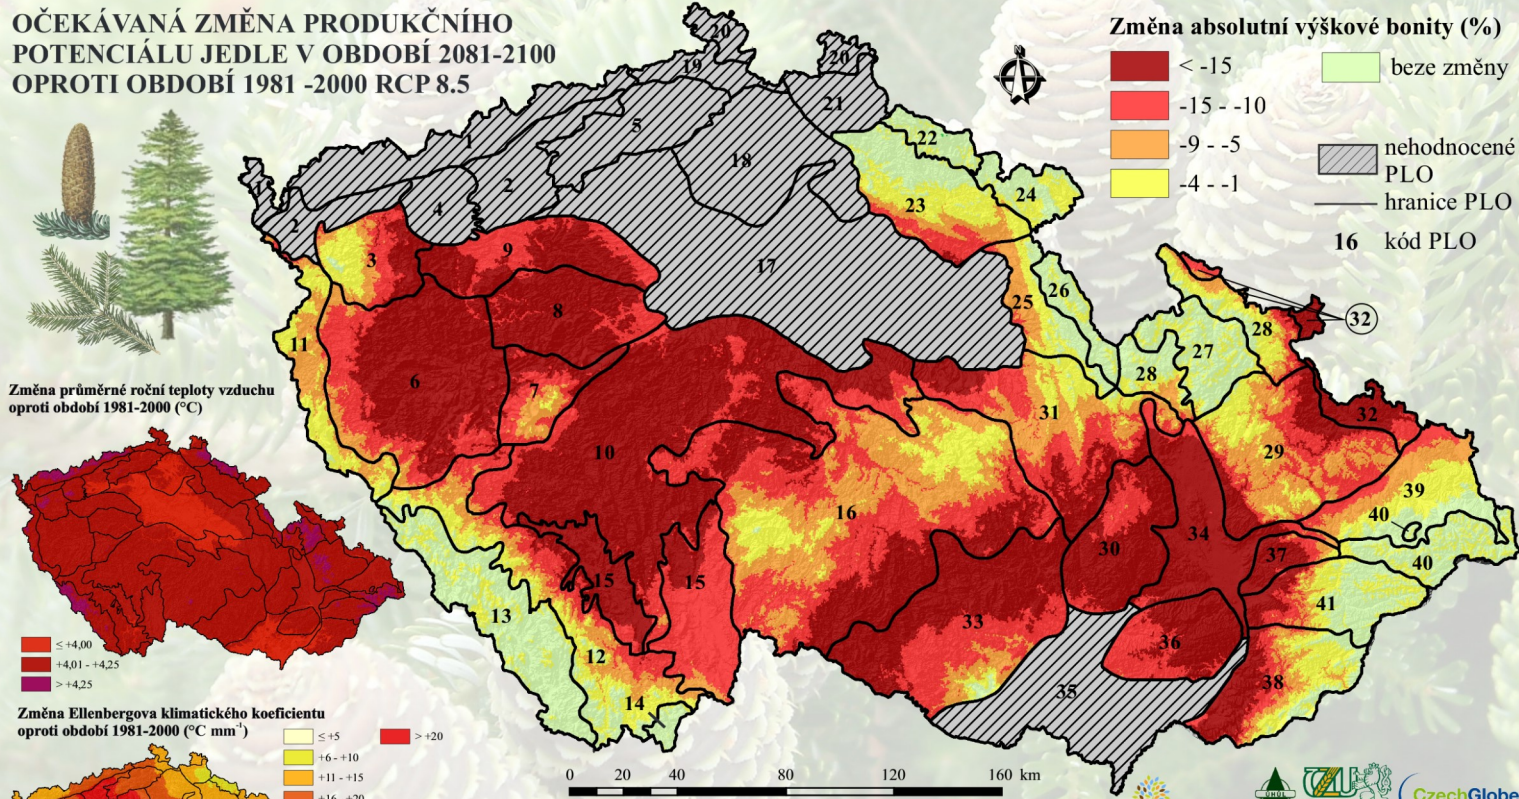 OČEKÁVANÁ ZMĚNA PRODUKČNÍHO
POTENCIÁLU JEDLE V OBDOBÍ 2081-2100
OPROTI OBDOBÍ 1981 -2000 RCP 8.5
Změna absolutní výškové bonity (%)
< -15
beze změny
-15 - -10
-9 - -5
nehodnocené
PLO
-4 - -1
hranice PLO
16 kód PLO
20
20
19
21
1
5
18
22
1
2
4
24
2
23
3
9
17
26
25
8
32
11
28
27
6
7
28
31
32
10
29
39
16
40
34
30
37
40
15
15
13
41
33
36
12
38
35
14
Změna průměrné roční teploty vzduchu
oproti období 1981-2000 (°C)
≤ +4,00
+4,01 - +4,25
> +4,25
Změna Ellenbergova klimatického koeficientu
oproti období 1981-2000 (°C mm⁻¹)
≤ +5
> +20
+6 - +10
+11 - +15
+16 - +20
0 20 40 80 120 160 km
ÚHÚL
CzechGlobe